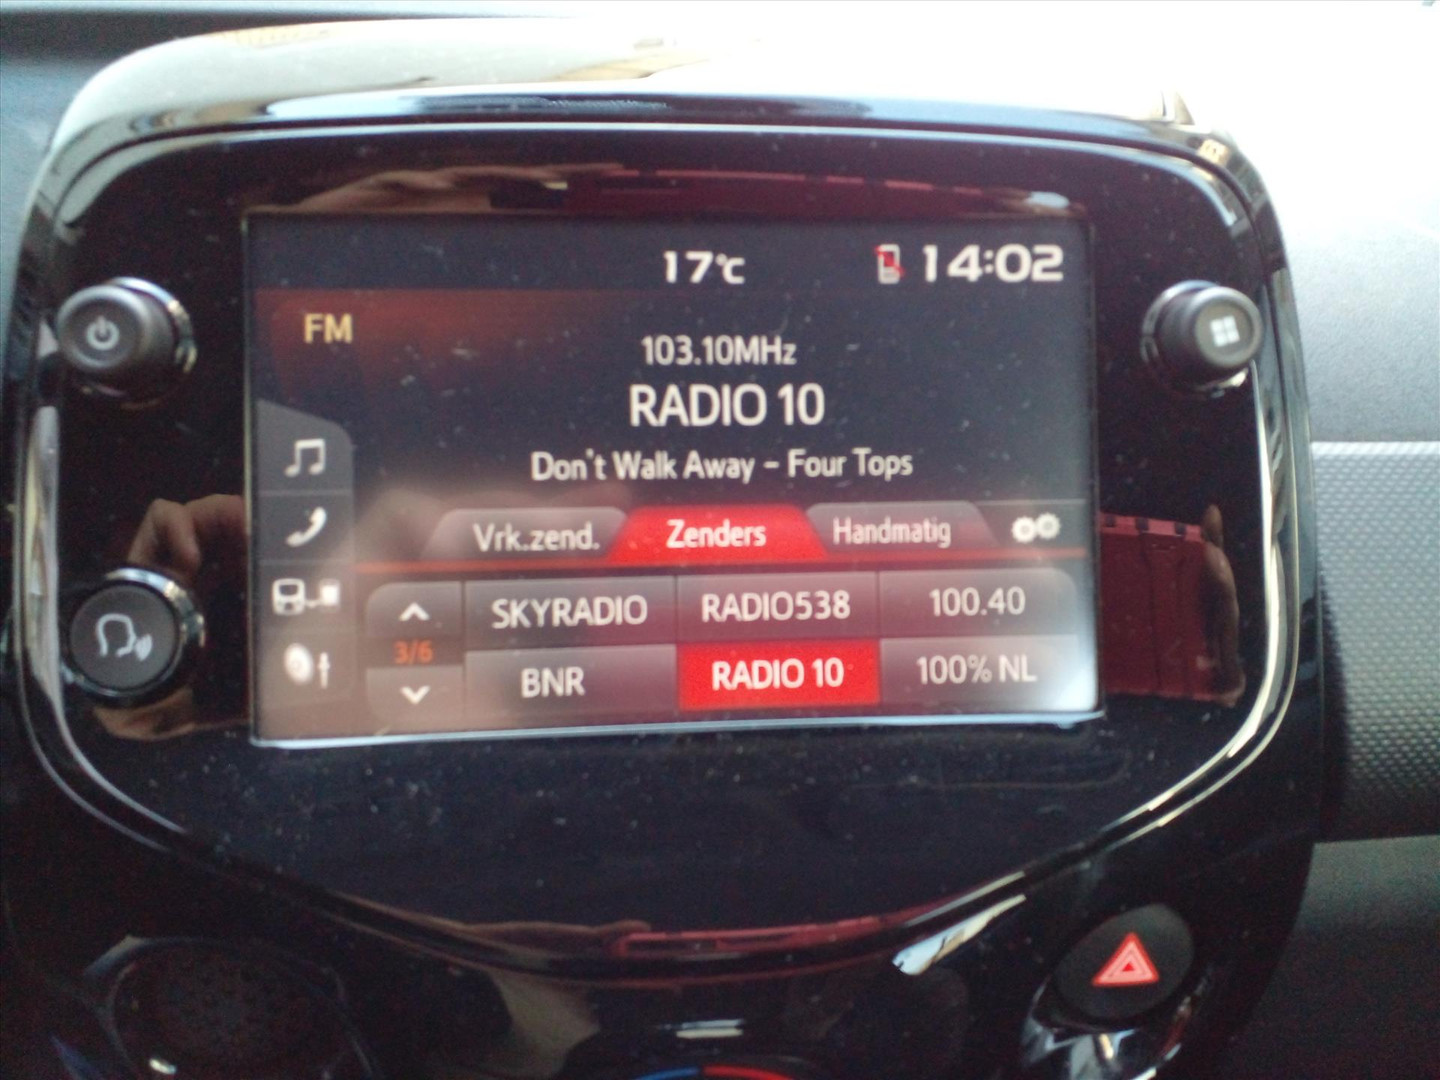 17°C 14:02
FM
103.10MHz
RADIO 10
Don't Walk Away - Four Tops
Vrk.zend. Zenders Handmatig
SKYRADIO RADIO538 100.40
3/6
BNR RADIO 10 100% NL